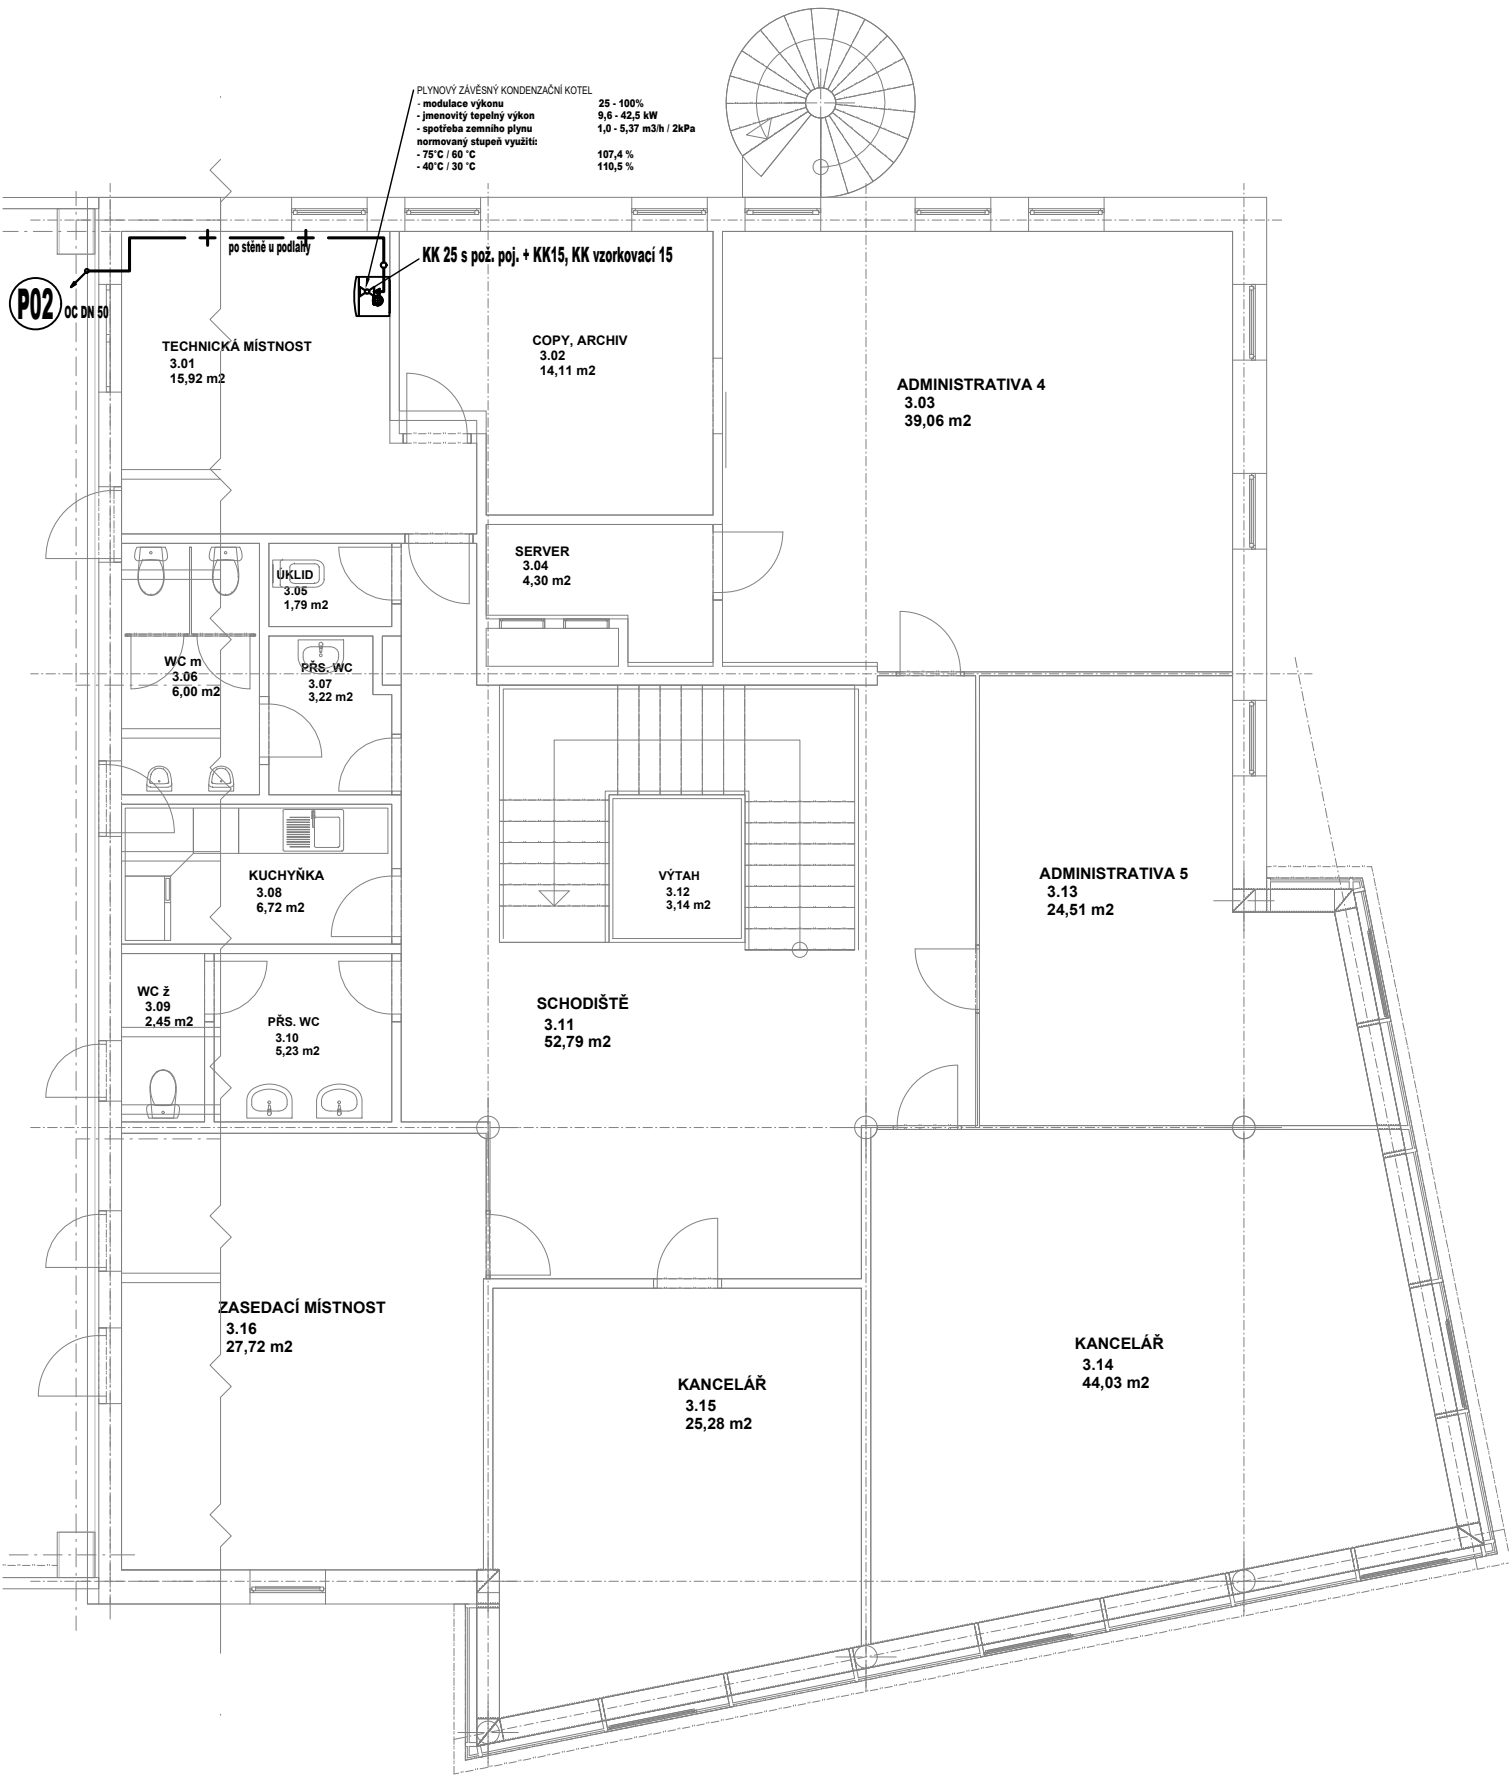 PLYNOVÝ ZÁVĚSNÝ KONDENZAČNÍ KOTEL
- modulace výkonu 25 - 100%
- jmenovitý tepelný výkon 9,6 - 42,5 kW
- spotřeba zemního plynu 1,0 - 5,37 m3/h / 2kPa
normovaný stupeň využití:
- 75°C / 60 °C 107,4 %
- 40°C / 30 °C 110,5 %
po stěně u podlahy
KK 25 s pož. poj. + KK15, KK vzorkovací 15
P02
OC DN 50
TECHNICKÁ MÍSTNOST
3.01
15,92 m2
COPY, ARCHIV
3.02
14,11 m2
ADMINISTRATIVA 4
3.03
39,06 m2
SERVER
3.04
4,30 m2
ÚKLID
3.05
1,79 m2
WC m
3.06
6,00 m2
PŘS. WC
3.07
3,22 m2
KUCHYŇKA
3.08
6,72 m2
VÝTAH
3.12
3,14 m2
ADMINISTRATIVA 5
3.13
24,51 m2
WC ž
3.09
2,45 m2
PŘS. WC
3.10
5,23 m2
SCHODIŠTĚ
3.11
52,79 m2
ZASEDACÍ MÍSTNOST
3.16
27,72 m2
KANCELÁŘ
3.15
25,28 m2
KANCELÁŘ
3.14
44,03 m2